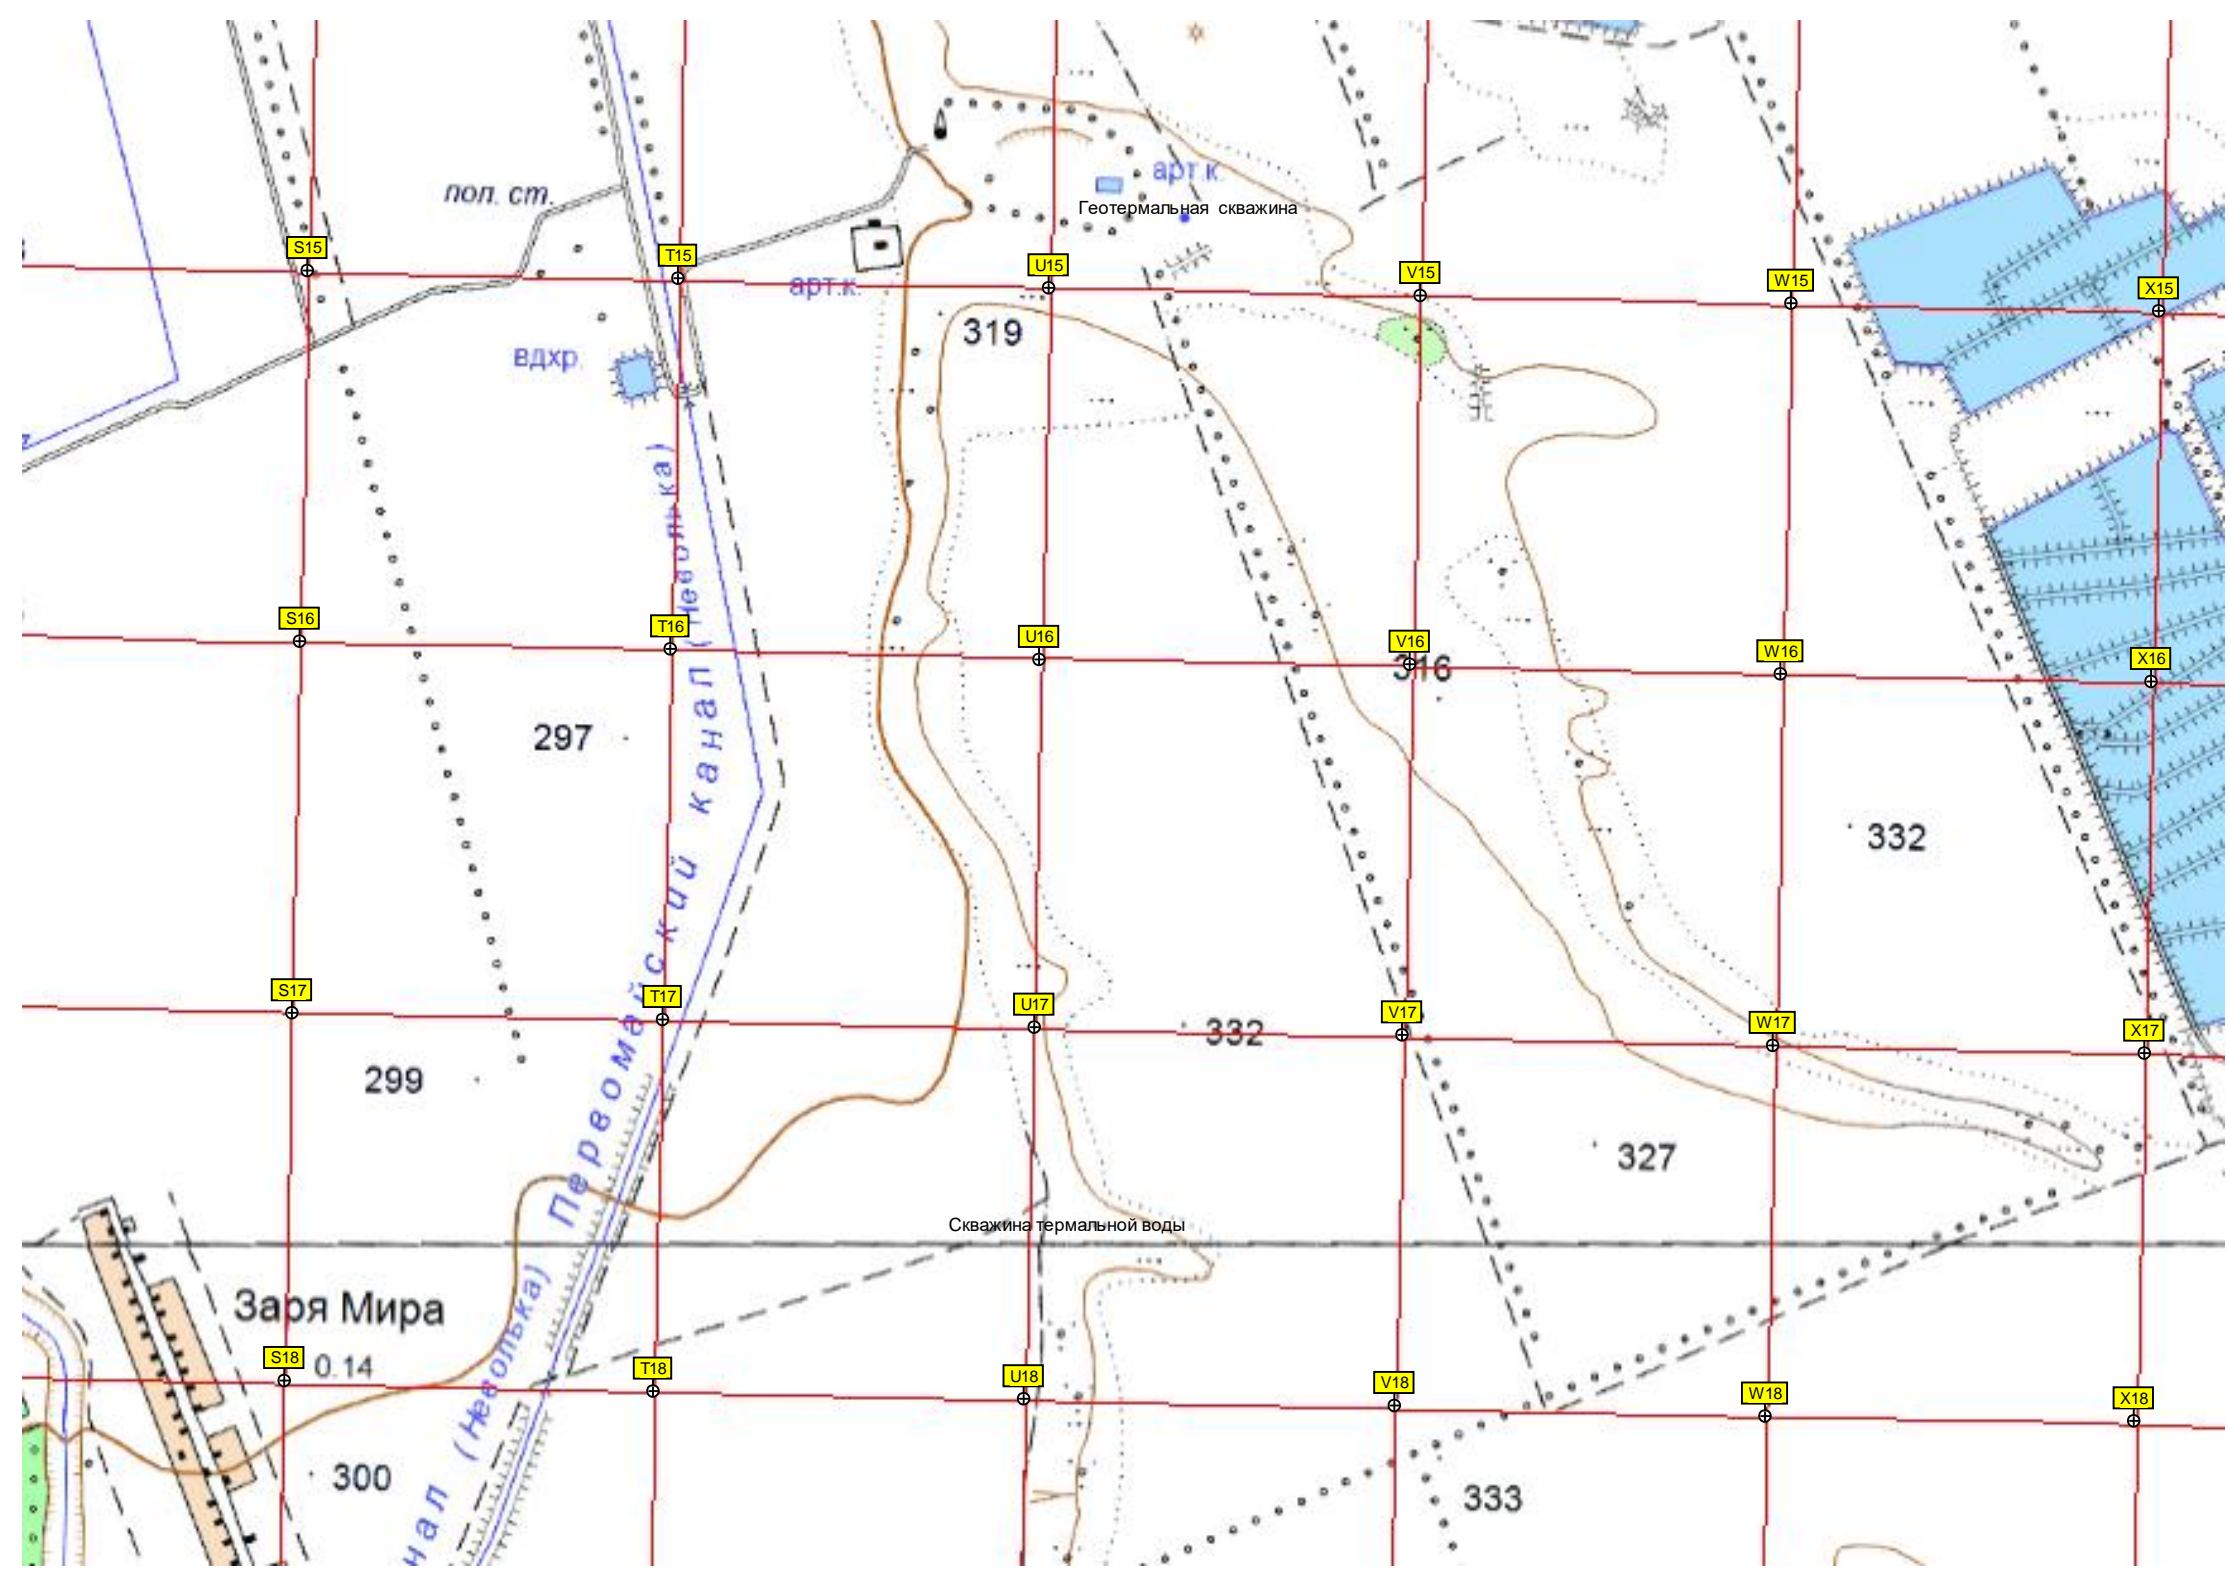 арт.к.
пол. ст.
Геотермальная скважина
S15
T15
U15
V15
W15
X15
арт.к.
319
вдхр.
S16
T16
U16
V16
W16
X16
316
297
332
Первомайский канал (Неволька)
S17
T17
U17
V17
W17
X17
332
299
327
Скважина термальной воды
Заря Мира
0.14
S18
T18
U18
V18
W18
X18
300
333
нал (Неволька)